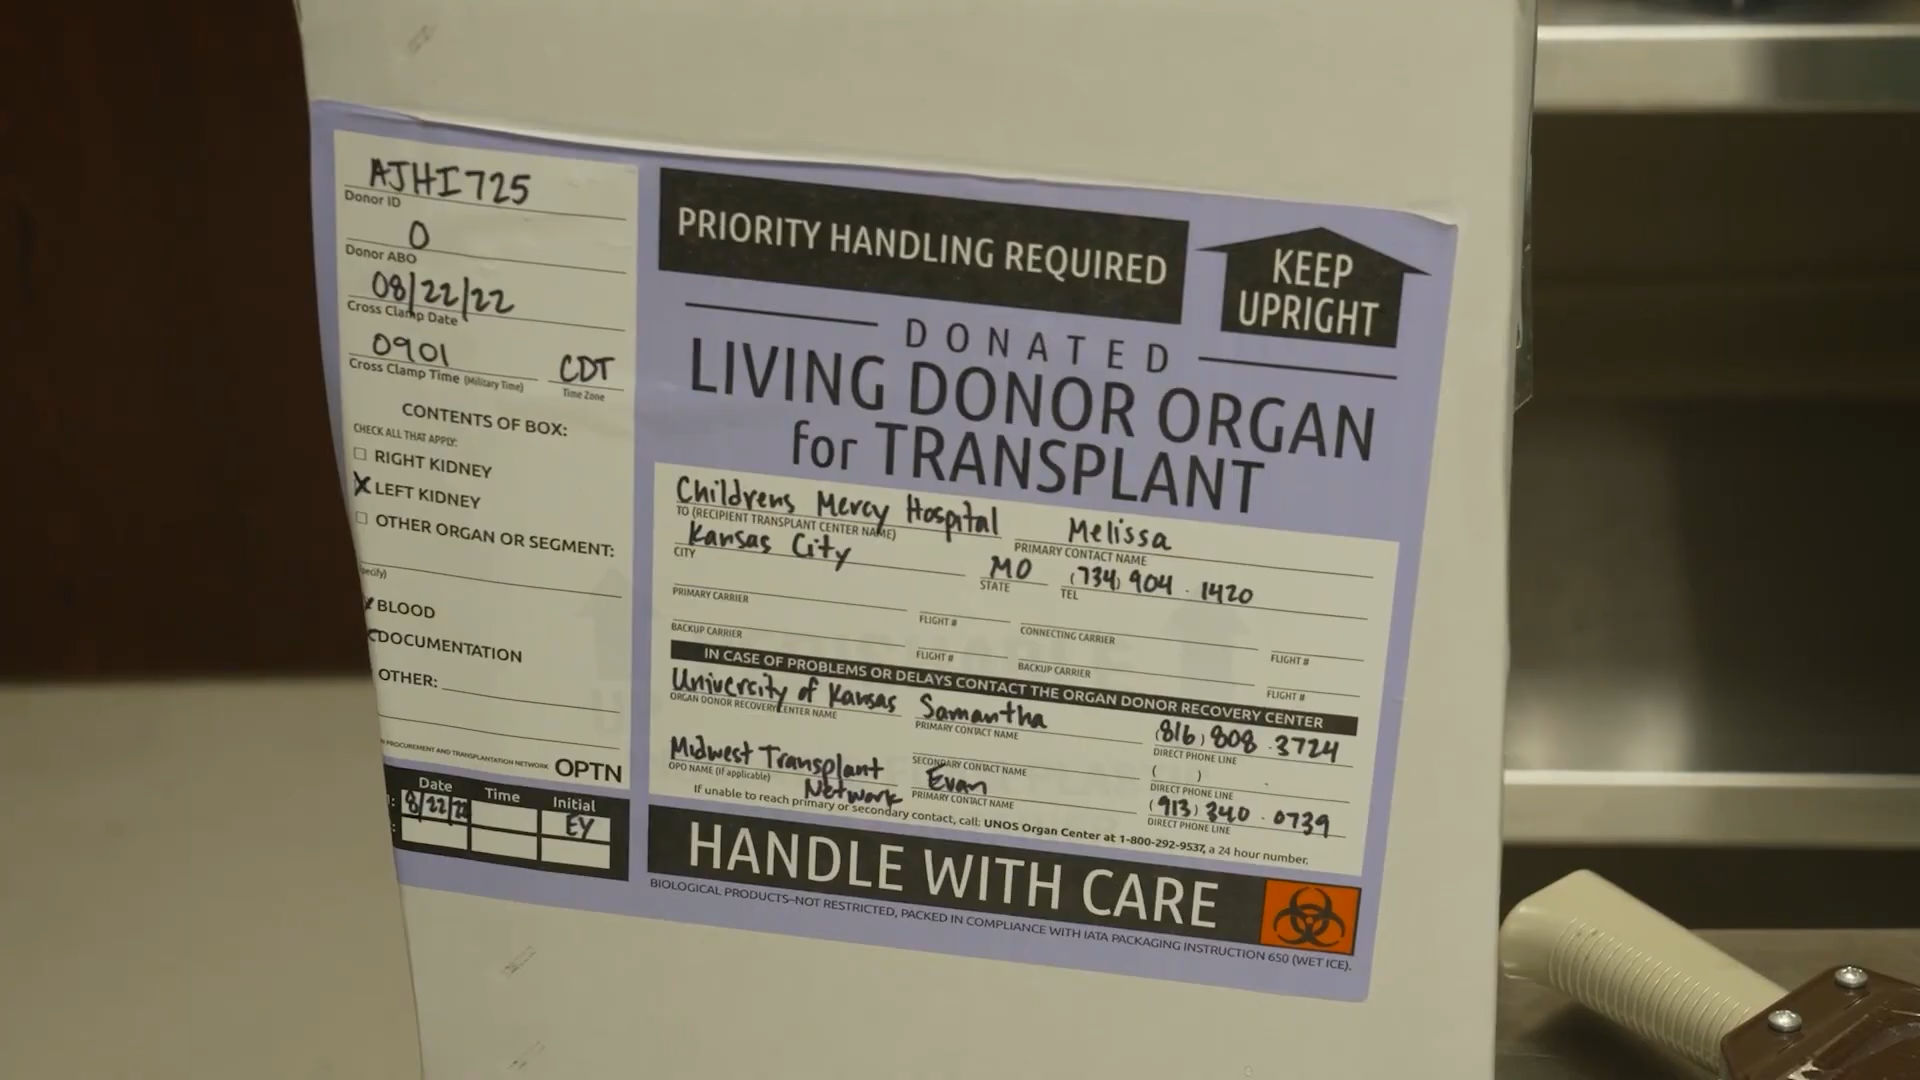 AJHI725
Donor ID
O
Donor ABO
08/22/22
Cross Clamp Date
0901 CDT
Cross Clamp Time (Military Time) Time Zone
CONTENTS OF BOX:
CHECK ALL THAT APPLY:
RIGHT KIDNEY
X LEFT KIDNEY
OTHER ORGAN OR SEGMENT:
BLOOD
DOCUMENTATION
OTHER:
PROCUREMENT AND TRANSPLANTATION NETWORK OPTN
Date Time Initial
8/22/22 EY
PRIORITY HANDLING REQUIRED
KEEP
UPRIGHT
DONATED
LIVING DONOR ORGAN
for TRANSPLANT
Childrens Mercy Hospital Melissa
TO (RECIPIENT TRANSPLANT CENTER NAME) PRIMARY CONTACT NAME
Kansas City MO (734) 904 - 1420
CITY STATE TEL
PRIMARY CARRIER FLIGHT # CONNECTING CARRIER FLIGHT #
BACKUP CARRIER FLIGHT # BACKUP CARRIER FLIGHT #
IN CASE OF PROBLEMS OR DELAYS CONTACT THE ORGAN DONOR RECOVERY CENTER
Univercity of Kansas Samantha (816) 808 - 3724
ORGAN DONOR RECOVERY CENTER NAME PRIMARY CONTACT NAME DIRECT PHONE LINE
( ) -
SECONDARY CONTACT NAME DIRECT PHONE LINE
Midwest Transplant Network Evan (913) 340 - 0739
OPO NAME (if applicable) PRIMARY CONTACT NAME DIRECT PHONE LINE
If unable to reach primary or secondary contact, call: UNOS Organ Center at 1-800-292-9537, a 24 hour number.
HANDLE WITH CARE
BIOLOGICAL PRODUCTS–NOT RESTRICTED, PACKED IN COMPLIANCE WITH IATA PACKAGING INSTRUCTION 650 (WET ICE).